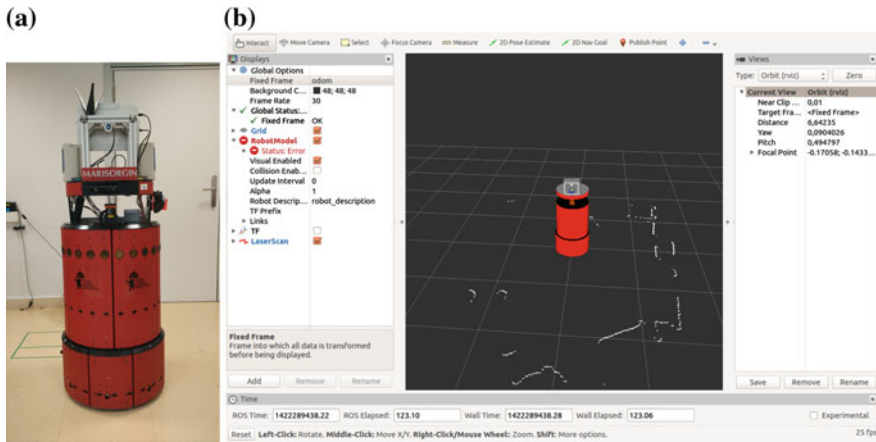 (a)
(b)
MARISORGIN
Interact Move Camera Select Focus Camera Measure 2D Pose Estimate 2D Nav Goal Publish Point
Displays
Global Options
Fixed Frame odom
Background C... 48; 48; 48
Frame Rate 30
Global Status:...
Fixed Frame OK
Grid
RobotModel
Status: Error
Visual Enabled
Collision Enab...
Update Interval 0
Alpha 1
Robot Descrip... robot_description
TF Prefix
Links
TF
LaserScan
Fixed Frame
Frame into which all data is transformed
before being displayed.
Add Remove Rename
Views
Type: Orbit (rviz) Zero
Current View Orbit (rviz)
Near Clip ... 0,01
Target Fra... <Fixed Frame>
Distance 6,64235
Yaw 0,0904026
Pitch 0,494797
Focal Point -0.17058; -0.1433...
Save Remove Rename
Time
ROS Time: 1422289438.22 ROS Elapsed: 123.10 Wall Time: 1422289438.28 Wall Elapsed: 123.06 Experimental
Reset Left-Click: Rotate. Middle-Click: Move X/Y. Right-Click/Mouse Wheel: Zoom. Shift: More options. 25 fps